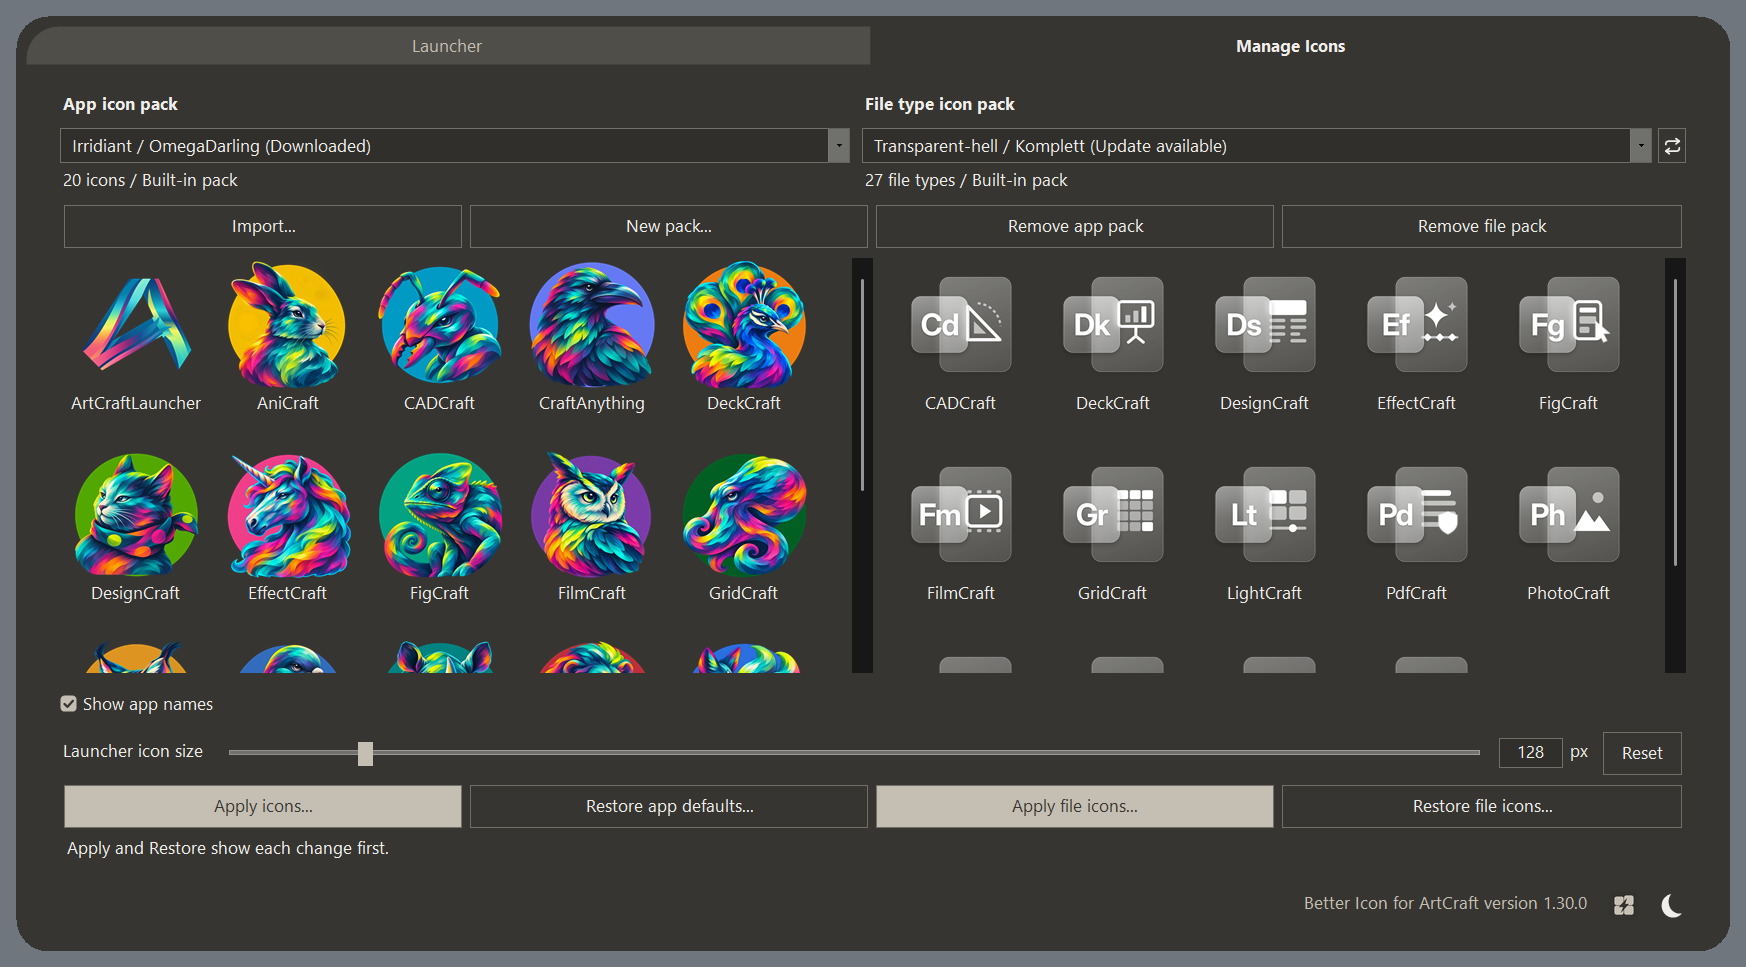 Launcher
Manage Icons
App icon pack
File type icon pack
Irridiant / OmegaDarling (Downloaded)
Transparent-hell / Komplett (Update available)
20 icons / Built-in pack
27 file types / Built-in pack
Import...
New pack...
Remove app pack
Remove file pack
ArtCraftLauncher
AniCraft
CADCraft
CraftAnything
DeckCraft
DesignCraft
EffectCraft
FigCraft
FilmCraft
GridCraft
Cd
Dk
Ds
Ef
Fg
CADCraft
DeckCraft
DesignCraft
EffectCraft
FigCraft
Fm
Gr
Lt
Pd
Ph
FilmCraft
GridCraft
LightCraft
PdfCraft
PhotoCraft
Show app names
Launcher icon size
128
px
Reset
Apply icons...
Restore app defaults...
Apply file icons...
Restore file icons...
Apply and Restore show each change first.
Better Icon for ArtCraft version 1.30.0